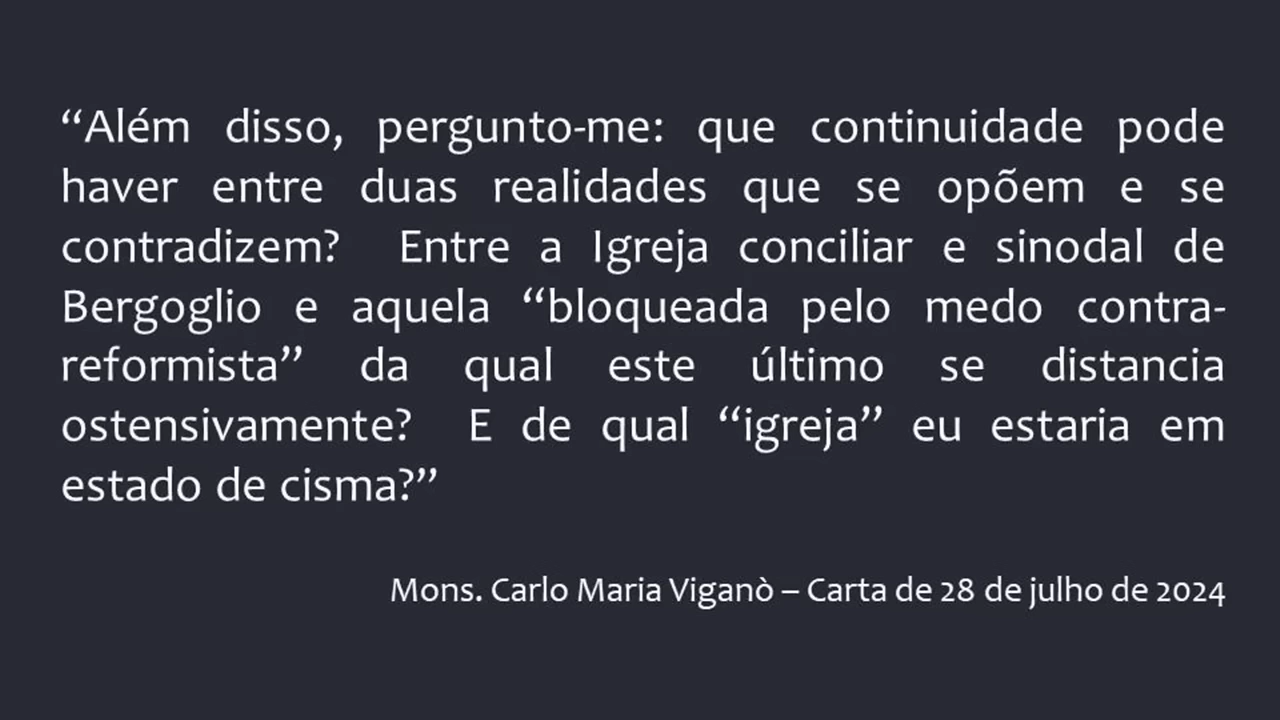 “Além disso, pergunto-me: que continuidade pode
haver entre duas realidades que se opõem e se
contradizem? Entre a Igreja conciliar e sinodal de
Bergoglio e aquela “bloqueada pelo medo contra-
reformista” da qual este último se distancia
ostensivamente? E de qual “igreja” eu estaria em
estado de cisma?”
Mons. Carlo Maria Viganò – Carta de 28 de julho de 2024